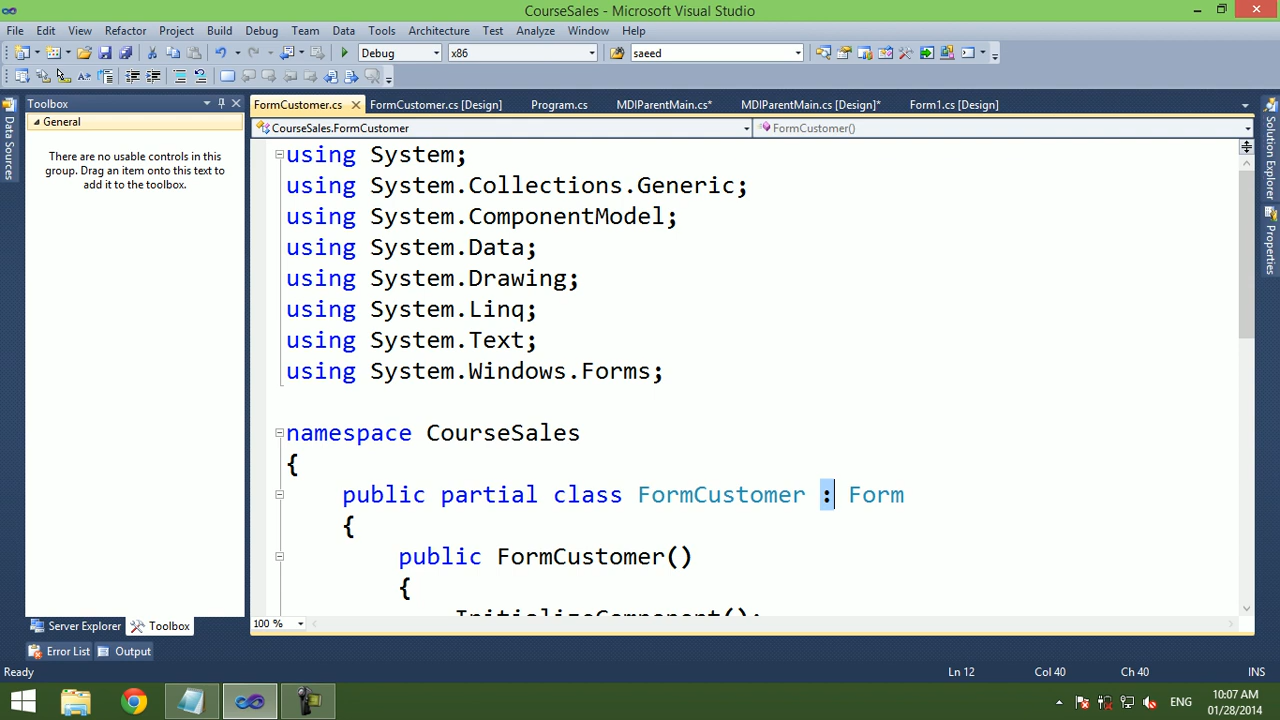 CourseSales - Microsoft Visual Studio
File Edit View Refactor Project Build Debug Team Data Tools Architecture Test Analyze Window Help
Debug x86 saeed
Toolbox
FormCustomer.cs FormCustomer.cs [Design] Program.cs MDIParentMain.cs* MDIParentMain.cs [Design]* Form1.cs [Design]
General
CourseSales.FormCustomer FormCustomer()
There are no usable controls in this
group. Drag an item onto this text to
add it to the toolbox.
Data Sources
Solution Explorer
Properties
using System;
using System.Collections.Generic;
using System.ComponentModel;
using System.Data;
using System.Drawing;
using System.Linq;
using System.Text;
using System.Windows.Forms;
namespace CourseSales
{
public partial class FormCustomer : Form
{
public FormCustomer()
{
InitializeComponent();
100 %
Server Explorer Toolbox
Error List Output
Ready Ln 12 Col 40 Ch 40 INS
ENG
10:07 AM
01/28/2014